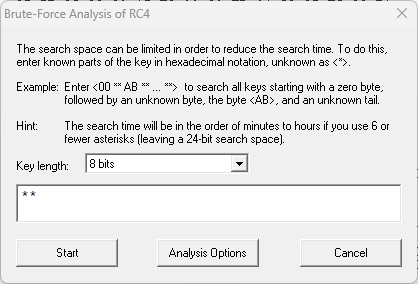 Brute-Force Analysis of RC4
The search space can be limited in order to reduce the search time. To do this,
enter known parts of the key in hexadecimal notation, unknown as <*>.
Example: Enter <00 ** AB ** ... **> to search all keys starting with a zero byte,
followed by an unknown byte, the byte <AB>, and an unknown tail.
Hint: The search time will be in the order of minutes to hours if you use 6 or
fewer asterisks (leaving a 24-bit search space).
Key length: 8 bits
**
Start Analysis Options Cancel